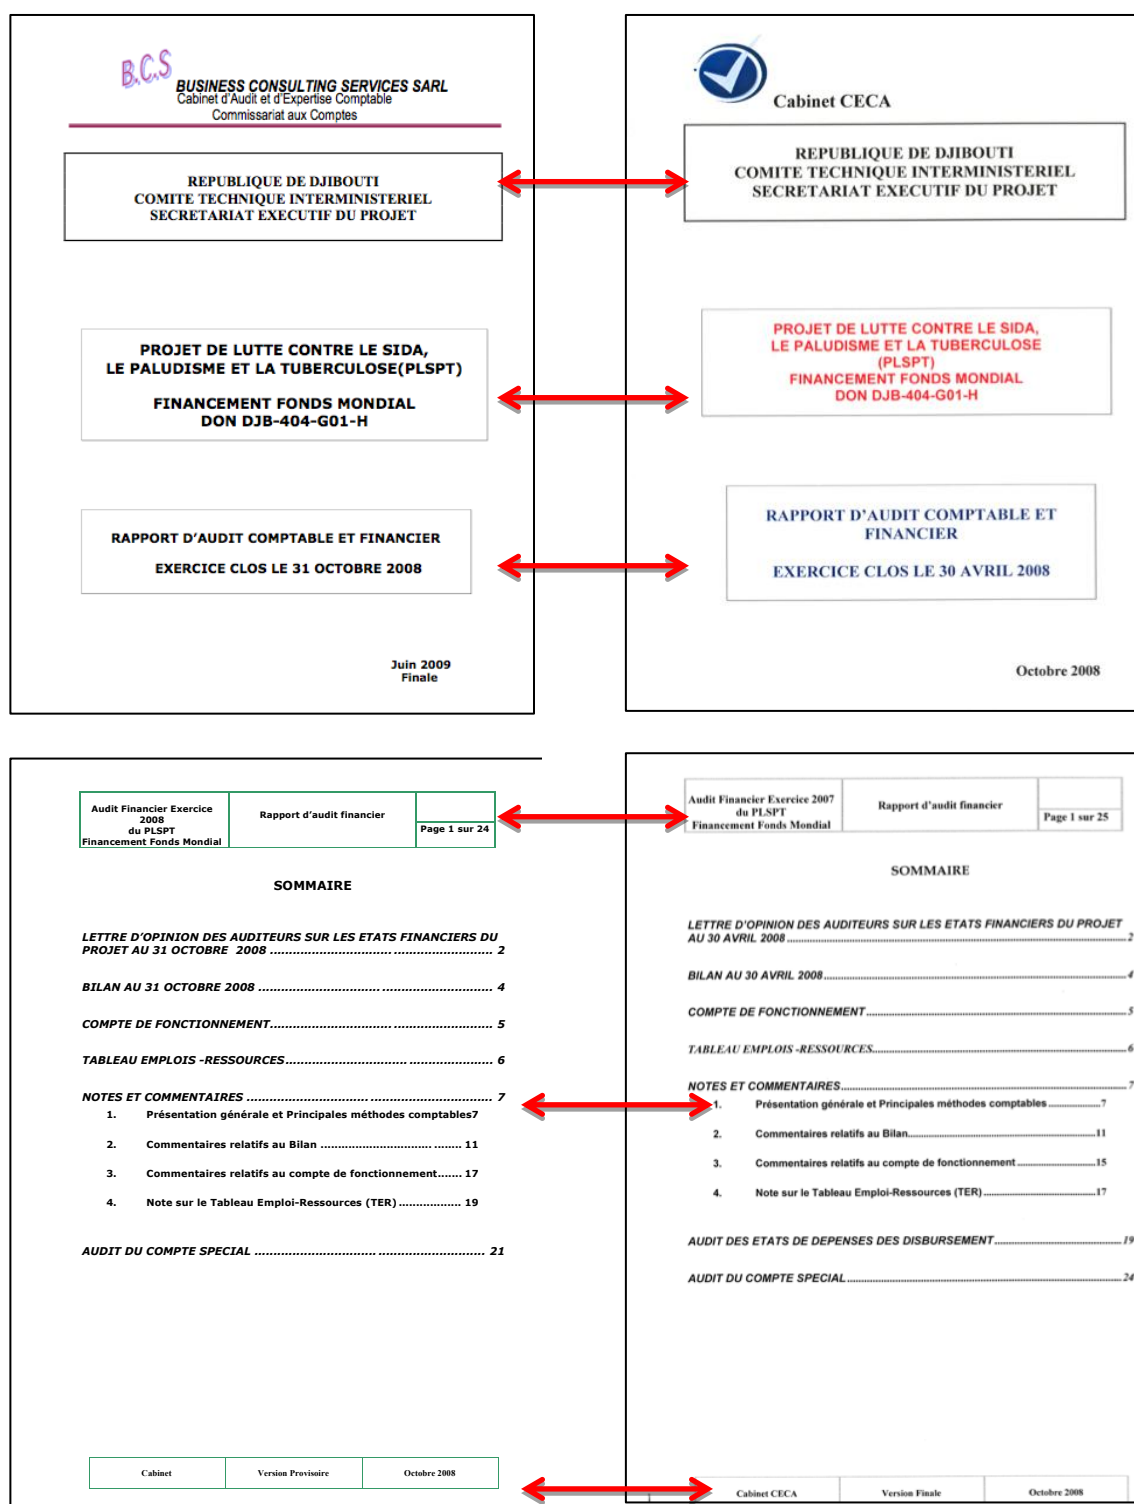 B.C.S
BUSINESS CONSULTING SERVICES SARL
Cabinet d'Audit et d'Expertise Comptable
Commissariat aux Comptes
REPUBLIQUE DE DJIBOUTI
COMITE TECHNIQUE INTERMINISTERIEL
SECRETARIAT EXECUTIF DU PROJET
PROJET DE LUTTE CONTRE LE SIDA,
LE PALUDISME ET LA TUBERCULOSE(PLSPT)
FINANCEMENT FONDS MONDIAL
DON DJB-404-G01-H
RAPPORT D'AUDIT COMPTABLE ET FINANCIER
EXERCICE CLOS LE 31 OCTOBRE 2008
Juin 2009
Finale
Cabinet CECA
REPUBLIQUE DE DJIBOUTI
COMITE TECHNIQUE INTERMINISTERIEL
SECRETARIAT EXECUTIF DU PROJET
PROJET DE LUTTE CONTRE LE SIDA,
LE PALUDISME ET LA TUBERCULOSE
(PLSPT)
FINANCEMENT FONDS MONDIAL
DON DJB-404-G01-H
RAPPORT D'AUDIT COMPTABLE ET
FINANCIER
EXERCICE CLOS LE 30 AVRIL 2008
Octobre 2008
Audit Financier Exercice
2008
du PLSPT
Financement Fonds Mondial
Rapport d'audit financier
Page 1 sur 24
SOMMAIRE
LETTRE D'OPINION DES AUDITEURS SUR LES ETATS FINANCIERS DU
PROJET AU 31 OCTOBRE 2008 ........................................................ 2
BILAN AU 31 OCTOBRE 2008 ........................................................ 4
COMPTE DE FONCTIONNEMENT........................................................ 5
TABLEAU EMPLOIS -RESSOURCES........................................................ 6
NOTES ET COMMENTAIRES ........................................................ 7
1. Présentation générale et Principales méthodes comptables7
2. Commentaires relatifs au Bilan ........................................ 11
3. Commentaires relatifs au compte de fonctionnement....... 17
4. Note sur le Tableau Emploi-Ressources (TER) .................. 19
AUDIT DU COMPTE SPECIAL ........................................................ 21
Cabinet Version Provisoire Octobre 2008
Audit Financier Exercice 2007
du PLSPT
Financement Fonds Mondial
Rapport d'audit financier
Page 1 sur 25
SOMMAIRE
LETTRE D'OPINION DES AUDITEURS SUR LES ETATS FINANCIERS DU PROJET
AU 30 AVRIL 2008 ........................................................ 2
BILAN AU 30 AVRIL 2008 ........................................................ 4
COMPTE DE FONCTIONNEMENT ........................................................ 5
TABLEAU EMPLOIS -RESSOURCES........................................................ 6
NOTES ET COMMENTAIRES ........................................................ 7
1. Présentation générale et Principales méthodes comptables ................ 7
2. Commentaires relatifs au Bilan........................................ 11
3. Commentaires relatifs au compte de fonctionnement ........................ 15
4. Note sur le Tableau Emploi-Ressources (TER) ........................ 17
AUDIT DES ETATS DE DEPENSES DES DISBURSEMENT ................................ 19
AUDIT DU COMPTE SPECIAL ........................................................ 24
Cabinet CECA Version Finale Octobre 2008